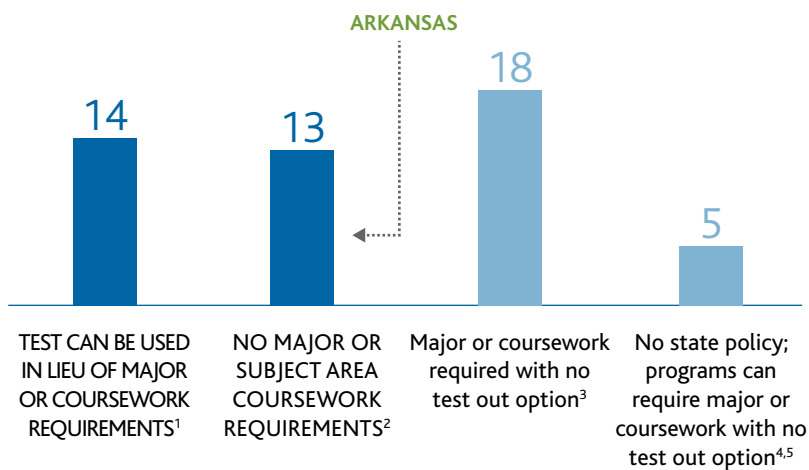 ARKANSAS
14
13
18
5
TEST CAN BE USED
IN LIEU OF MAJOR
OR COURSEWORK
REQUIREMENTS¹
NO MAJOR OR
SUBJECT AREA
COURSEWORK
REQUIREMENTS²
Major or coursework
required with no
test out option³
No state policy;
programs can
require major or
coursework with no
test out option⁴,⁵